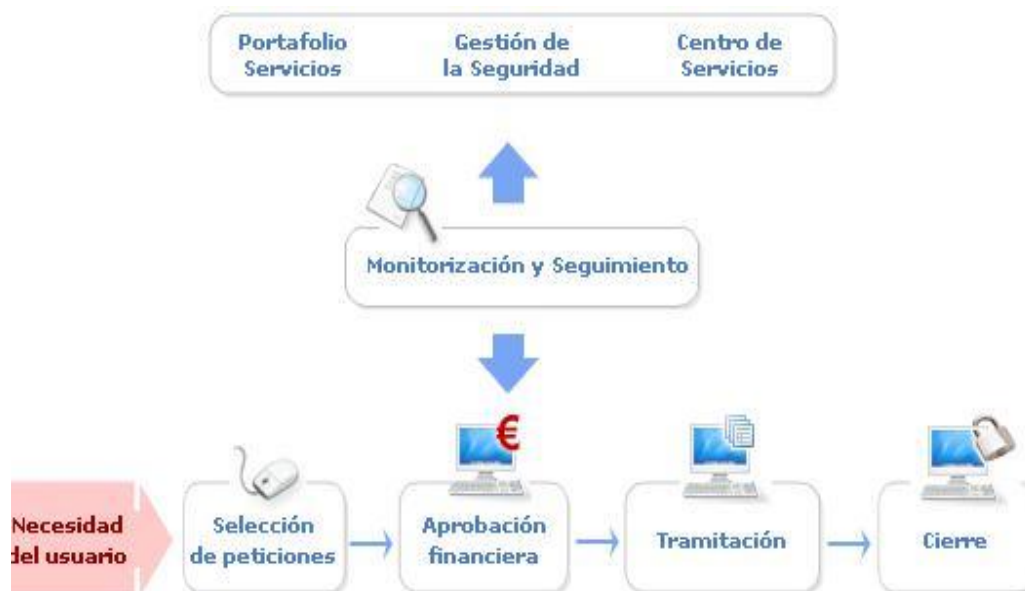 Portafolio
Servicios
Gestión de
la Seguridad
Centro de
Servicios
Monitorización y Seguimiento
€
Necesidad
del usuario
Selección
de peticiones
Aprobación
financiera
Tramitación
Cierre